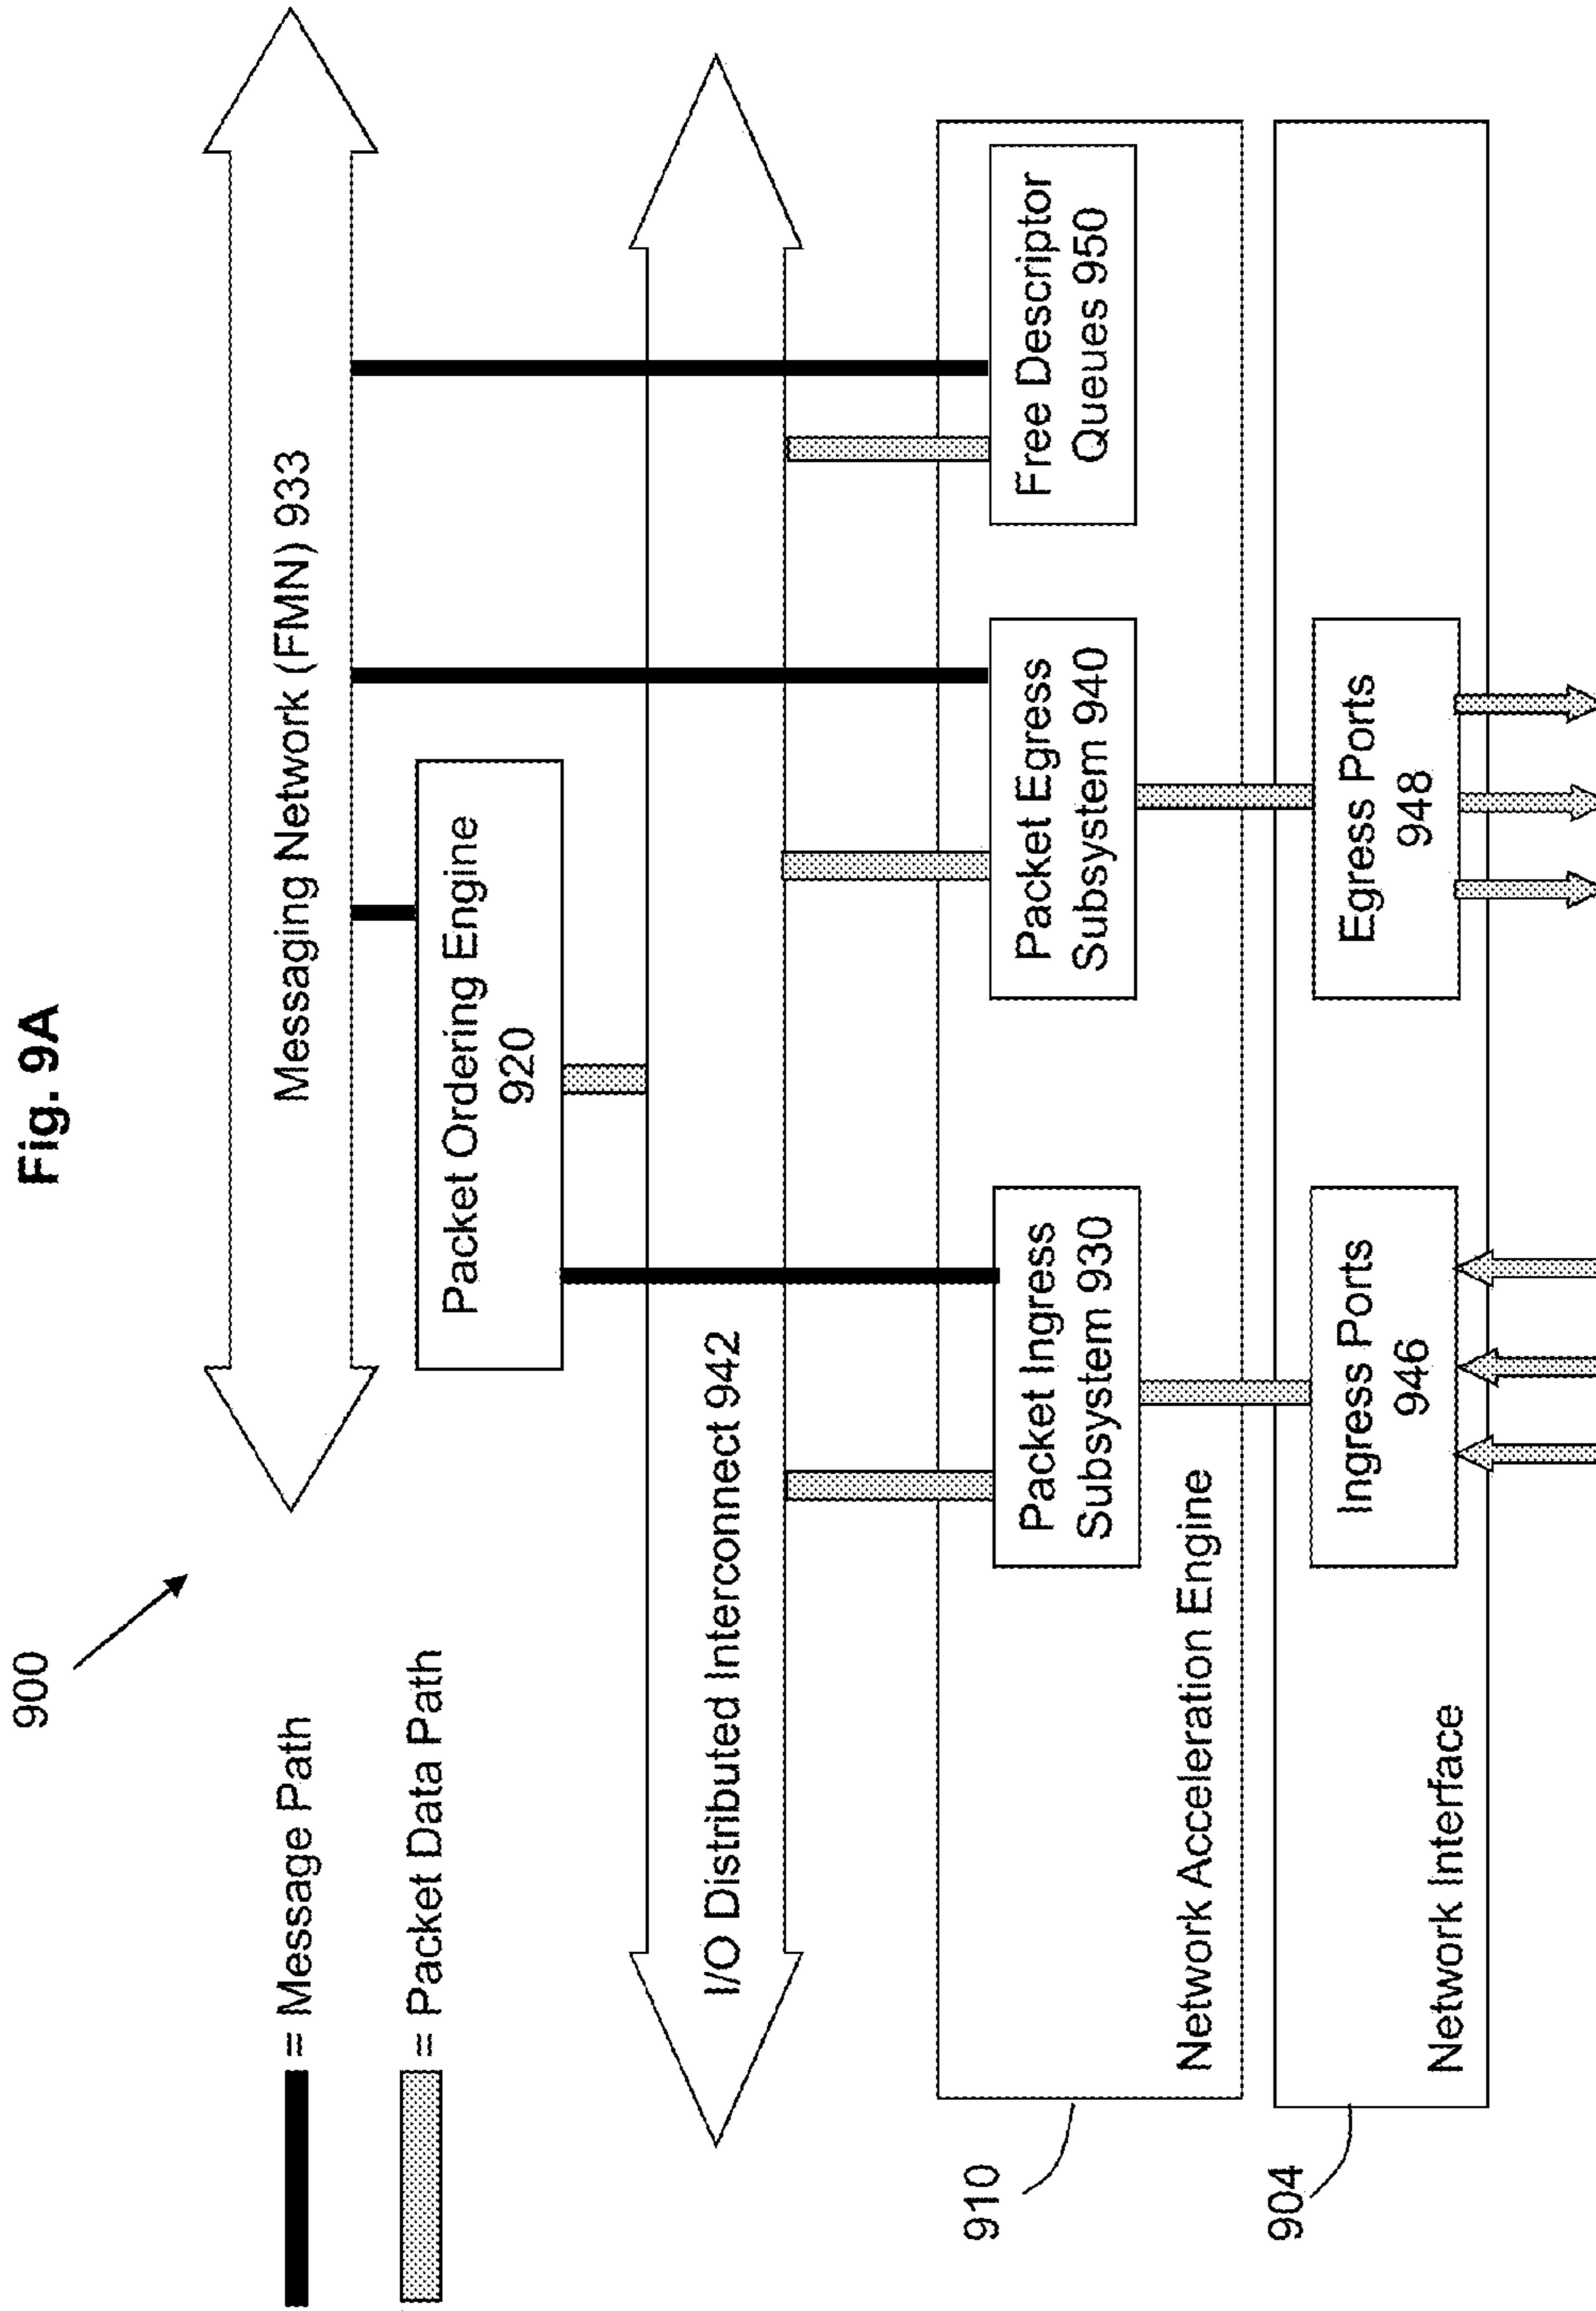 Fig. 9A
900
= Message Path
= Packet Data Path
Messaging Network (FMN) 933
Packet Ordering Engine
920
I/O Distributed Interconnect 942
Packet Ingress
Subsystem 930
Packet Egress
Subsystem 940
Free Descriptor
Queues 950
Network Acceleration Engine
910
Ingress Ports
946
Egress Ports
948
Network Interface
904